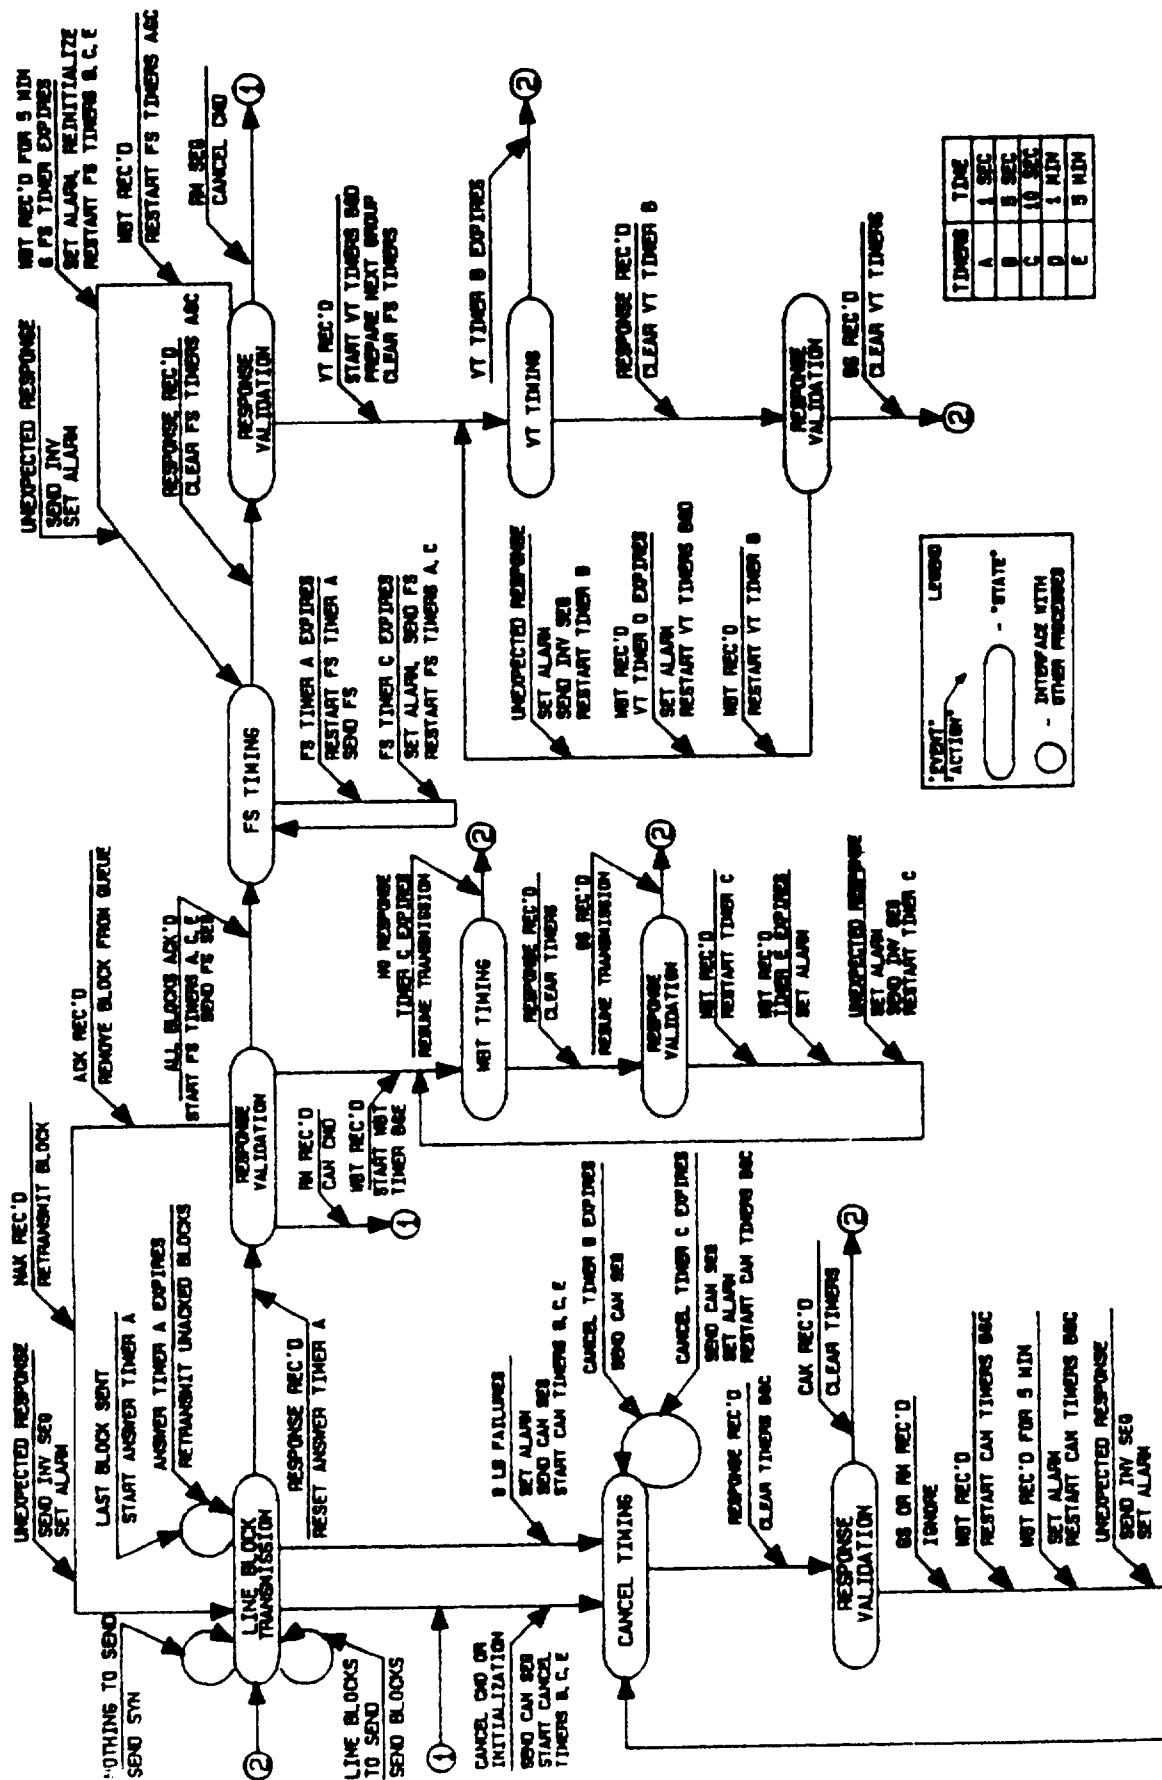 UNEXPECTED RESPONSE
SEND INV SEQ
SET ALARM
NAK REC'D
RETRANSMIT BLOCK
ACK REC'D
REMOVE BLOCK FROM QUEUE
UNEXPECTED RESPONSE
SEND INV
SET ALARM
WBT REC'D FOR 5 MIN
& FS TIMER EXPIRES
SET ALARM, REINITIALIZE
RESTART FS TIMERS B, C, E
WBT REC'D
RESTART FS TIMERS A&C
NOTHING TO SEND
SEND SYN
LAST BLOCK SENT
START ANSWER TIMER A
ANSWER TIMER A EXPIRES
RETRANSMIT UNACKED BLOCKS
ALL BLOCKS ACK'D
START FS TIMERS A, C, E
SEND FS SEQ
RESPONSE REC'D
CLEAR FS TIMERS A&C
RM SEQ
CANCEL CMD
2
LINE BLOCK
TRANSMISSION
RESPONSE
VALIDATION
FS TIMING
RESPONSE
VALIDATION
1
LINE BLOCKS
TO SEND
SEND BLOCKS
RESPONSE REC'D
RESET ANSWER TIMER A
RM REC'D
CAN CMD
1
WBT REC'D
START WBT
TIMER B&E
NO RESPONSE
TIMER C EXPIRES
RESUME TRANSMISSION
FS TIMER A EXPIRES
RESTART FS TIMER A
SEND FS
FS TIMER C EXPIRES
SET ALARM, SEND FS
RESTART FS TIMERS A, C
VT REC'D
START VT TIMERS B&D
PREPARE NEXT GROUP
CLEAR FS TIMERS
1
CANCEL CMD OR
INITIALIZATION
SEND CAN SEQ
START CANCEL
TIMERS B, C, E
8 LB FAILURES
SET ALARM
SEND CAN SEQ
START CAN TIMERS B, C, E
WBT TIMING
2
RESPONSE REC'D
CLEAR TIMERS
GS REC'D
RESUME TRANSMISSION
VT TIMING
VT TIMER B EXPIRES
2
CANCEL TIMER B EXPIRES
SEND CAN SEQ
CANCEL TIMER C EXPIRES
SEND CAN SEQ
SET ALARM
RESTART CAN TIMERS B&C
RESPONSE
VALIDATION
2
UNEXPECTED RESPONSE
SET ALARM
SEND INV SEQ
RESTART TIMER B
WBT REC'D
VT TIMER D EXPIRES
SET ALARM
RESTART VT TIMERS B&D
WBT REC'D
RESTART VT TIMER B
RESPONSE REC'D
CLEAR VT TIMER B
CANCEL TIMING
RESPONSE REC'D
CLEAR TIMERS B&C
WBT REC'D
RESTART TIMER C
WBT REC'D
TIMER E EXPIRES
SET ALARM
UNEXPECTED RESPONSE
SET ALARM
SEND INV SEQ
RESTART TIMER C
RESPONSE
VALIDATION
GS REC'D
CLEAR VT TIMERS
2
RESPONSE
VALIDATION
CAK REC'D
CLEAR TIMERS
2
GS OR RM REC'D
IGNORE
WBT REC'D
RESTART CAN TIMERS B&C
WBT REC'D FOR 5 MIN
SET ALARM
RESTART CAN TIMERS B&C
UNEXPECTED RESPONSE
SEND INV SEQ
SET ALARM
LEGEND
"EVENT"
"ACTION"
- "STATE"
- INTERFACE WITH
OTHER PROCESSES
TIMERS TIME
A 1 SEC
B 5 SEC
C 10 SEC
D 1 MIN
E 5 MIN